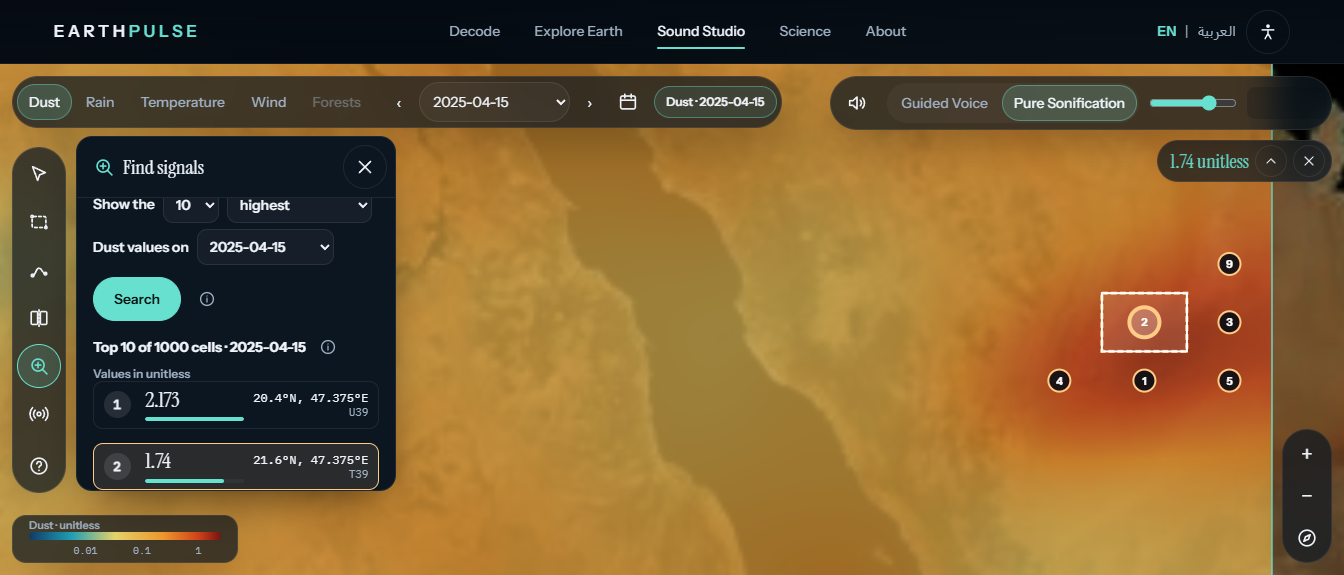 EARTHPULSE
Decode Explore Earth Sound Studio Science About
EN | العربية
Dust Rain Temperature Wind Forests ‹ 2025-04-15 › Dust · 2025-04-15
Guided Voice Pure Sonification
Find signals
1.74 unitless
Show the 10 highest
Dust values on 2025-04-15
Search
Top 10 of 1000 cells · 2025-04-15
Values in unitless
1 2.173 20.4°N, 47.375°E
U39
2 1.74 21.6°N, 47.375°E
T39
9
2 3
4 1 5
+
−
Dust · unitless
0.01 0.1 1